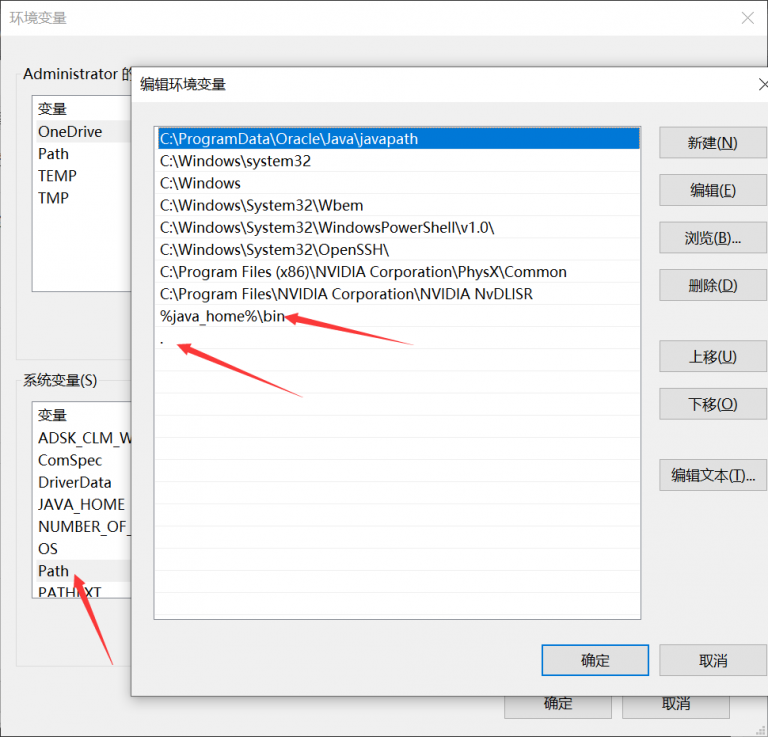 环境变量
Administrator 的
变量
OneDrive
Path
TEMP
TMP
系统变量(S)
变量
ADSK_CLM_W
ComSpec
DriverData
JAVA_HOME
NUMBER_OF_
OS
Path
PATHEXT
编辑环境变量
C:\ProgramData\Oracle\Java\javapath
C:\Windows\system32
C:\Windows
C:\Windows\System32\Wbem
C:\Windows\System32\WindowsPowerShell\v1.0\
C:\Windows\System32\OpenSSH\
C:\Program Files (x86)\NVIDIA Corporation\PhysX\Common
C:\Program Files\NVIDIA Corporation\NVIDIA NvDLISR
%java_home%\bin
.
新建(N)
编辑(E)
浏览(B)...
删除(D)
上移(U)
下移(O)
编辑文本(T)...
确定
取消
确定
取消